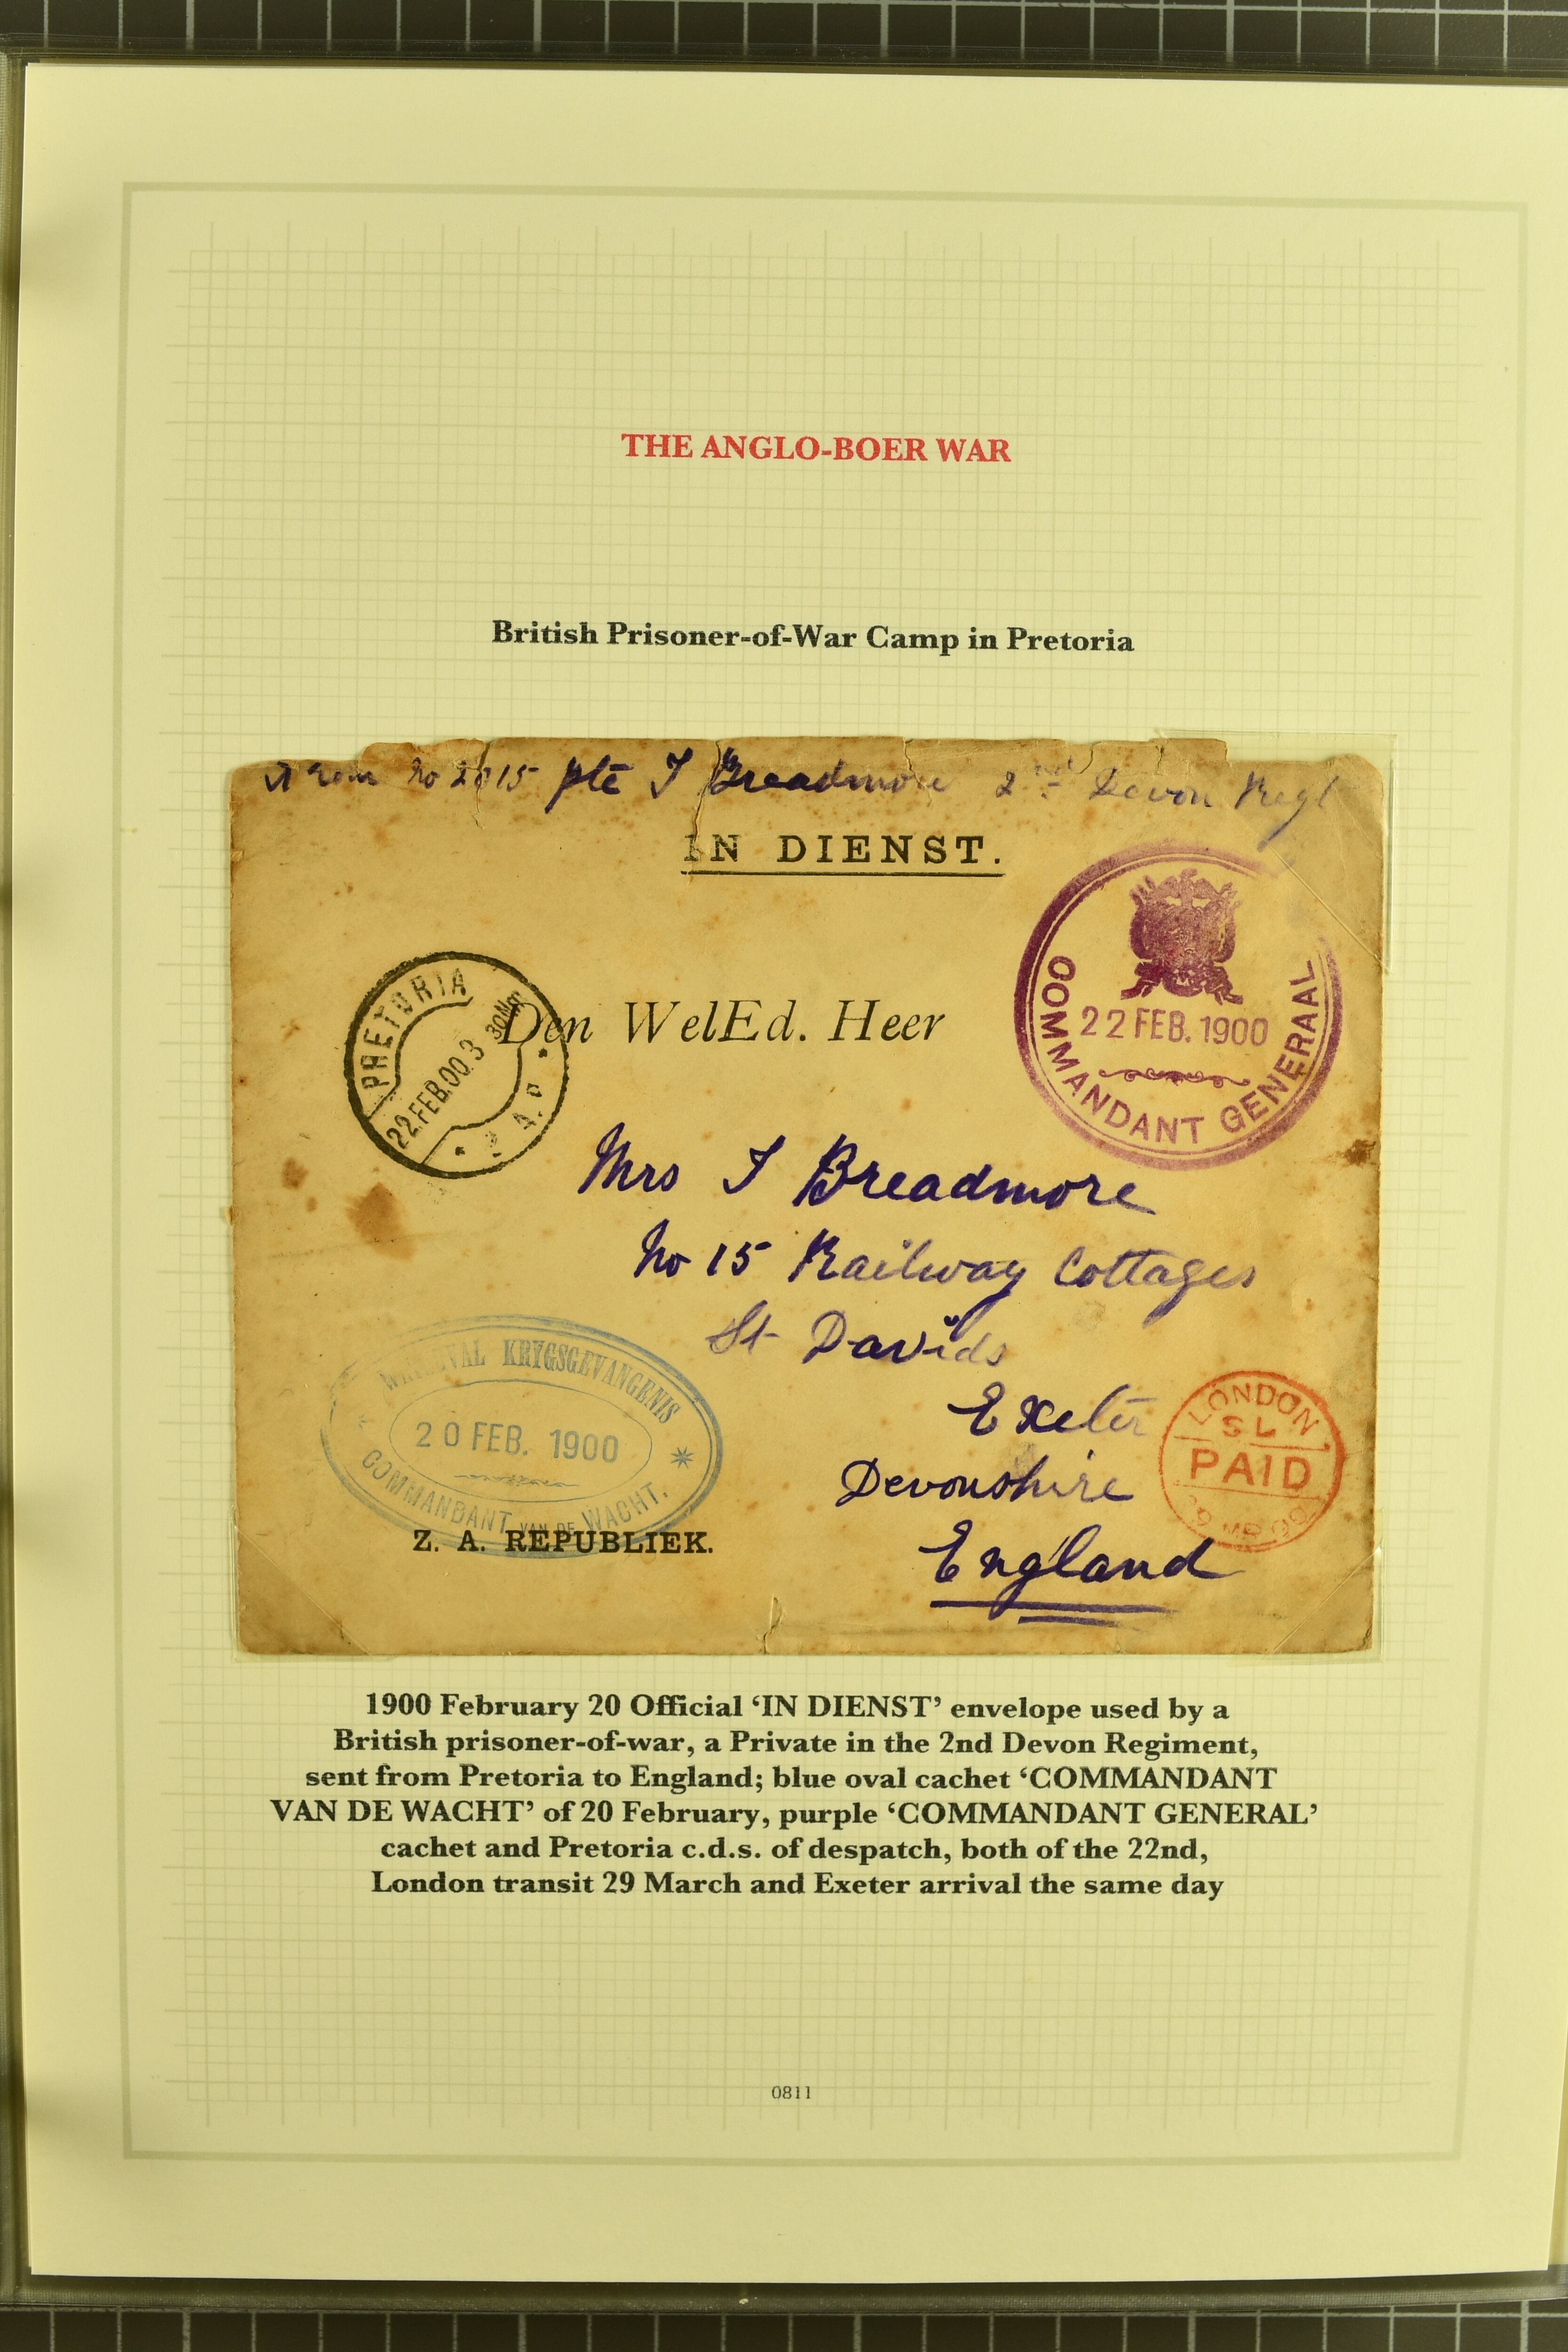 THE ANGLO-BOER WAR
British Prisoner-of-War Camp in Pretoria
From No 2615 Pte J Breadmore 2nd Devon Regt
IN DIENST.
COMMANDANT GENERAAL
22 FEB. 1900
PRETORIA
22.FEB.00.3 30NM
Z.A.
Den WelEd. Heer
Mrs J Breadmore
No 15 Railway Cottages
St Davids
Exeter
Devonshire
England
KRYGSGEVANGENIS
20 FEB. 1900
COMMANDANT VAN DE WACHT.
Z. A. REPUBLIEK.
LONDON
S L
PAID
1900 February 20 Official ‘IN DIENST’ envelope used by a
British prisoner-of-war, a Private in the 2nd Devon Regiment,
sent from Pretoria to England; blue oval cachet ‘COMMANDANT
VAN DE WACHT’ of 20 February, purple ‘COMMANDANT GENERAL’
cachet and Pretoria c.d.s. of despatch, both of the 22nd,
London transit 29 March and Exeter arrival the same day
0811